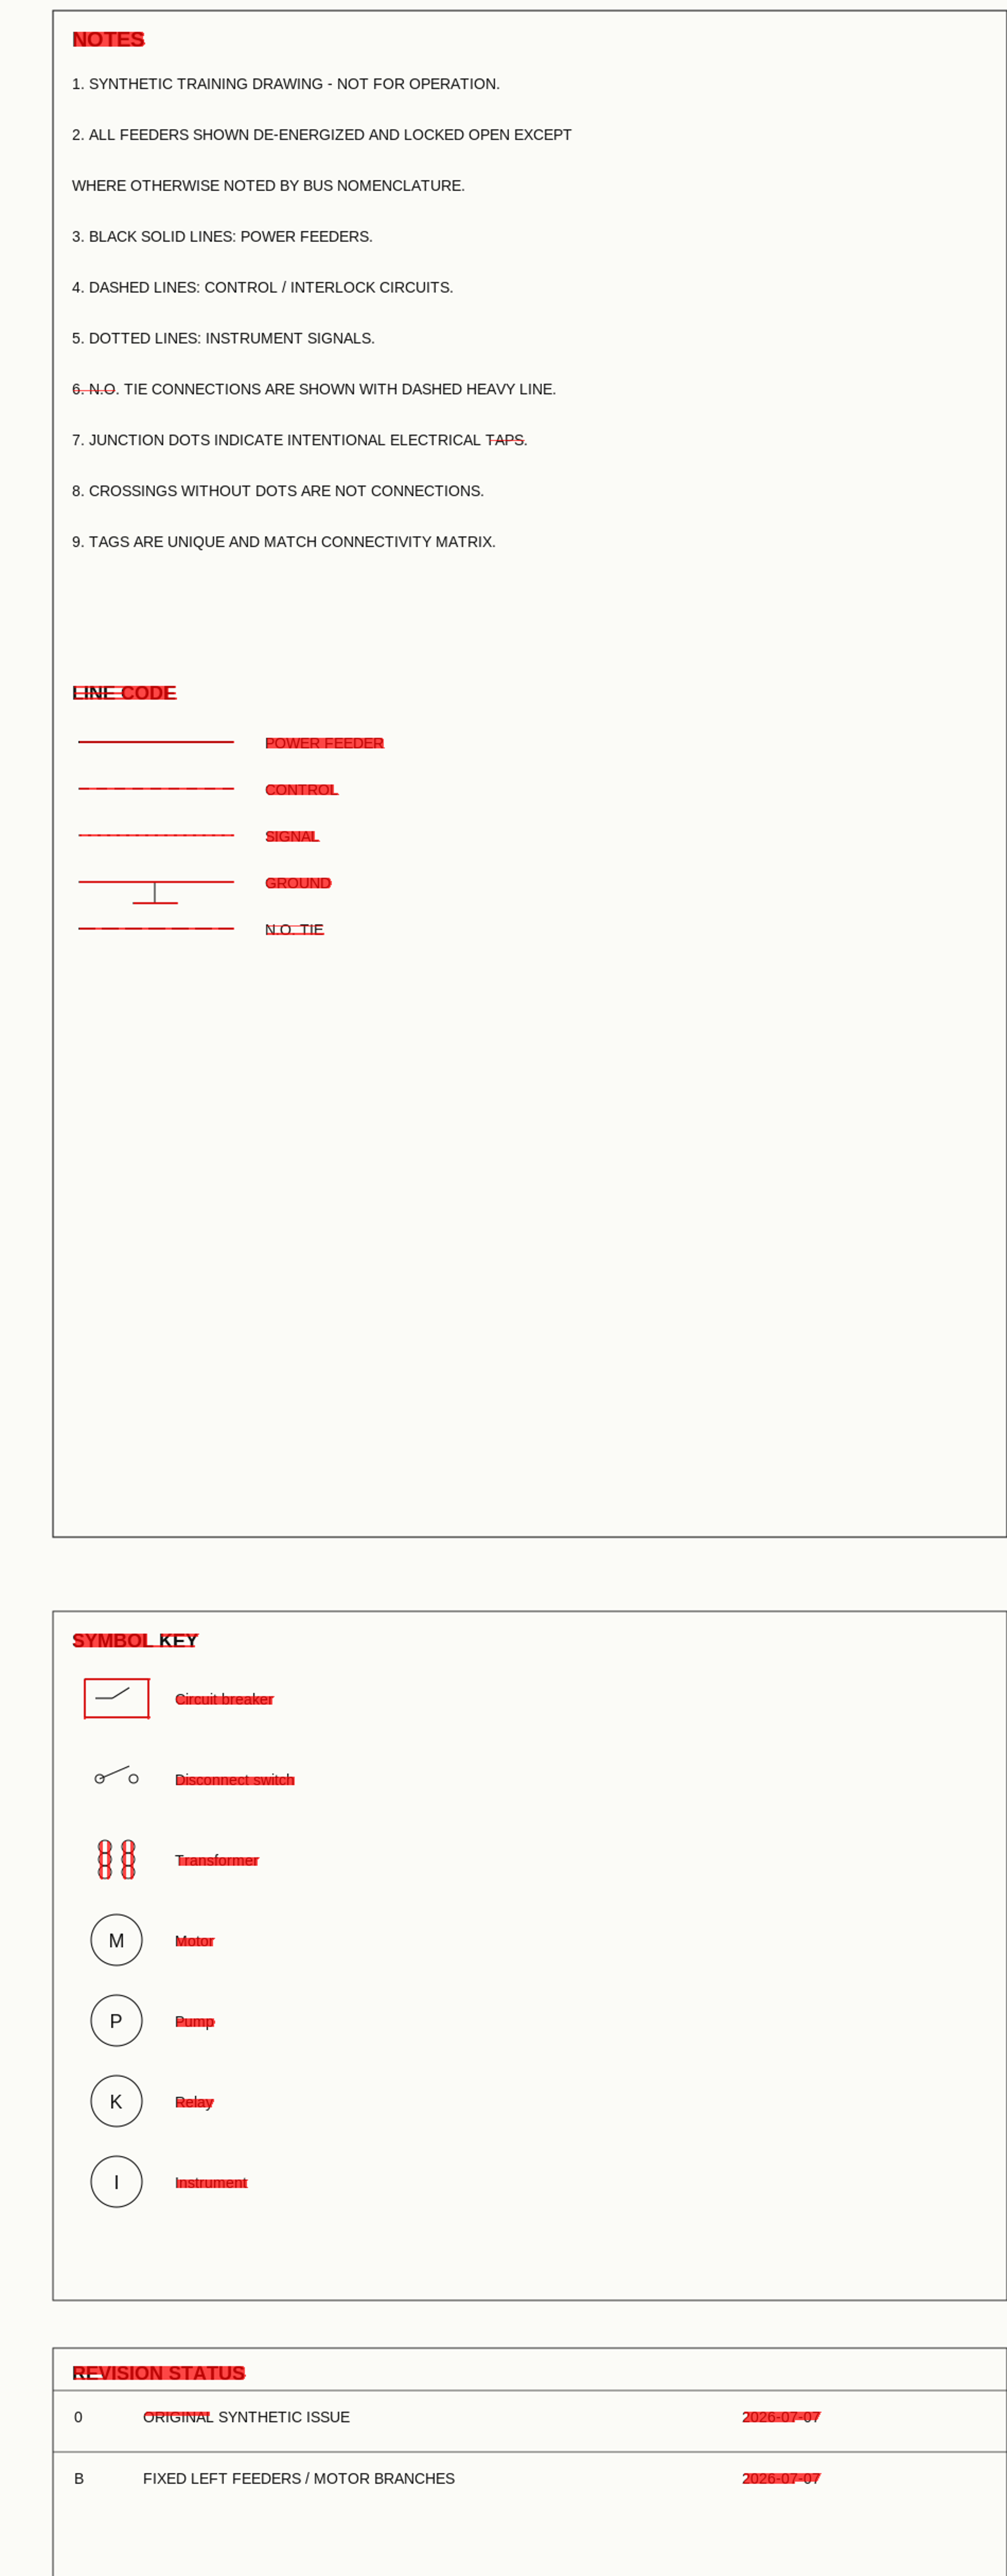 NOTES
1. SYNTHETIC TRAINING DRAWING - NOT FOR OPERATION.
2. ALL FEEDERS SHOWN DE-ENERGIZED AND LOCKED OPEN EXCEPT
WHERE OTHERWISE NOTED BY BUS NOMENCLATURE.
3. BLACK SOLID LINES: POWER FEEDERS.
4. DASHED LINES: CONTROL / INTERLOCK CIRCUITS.
5. DOTTED LINES: INSTRUMENT SIGNALS.
6. N.O. TIE CONNECTIONS ARE SHOWN WITH DASHED HEAVY LINE.
7. JUNCTION DOTS INDICATE INTENTIONAL ELECTRICAL TAPS.
8. CROSSINGS WITHOUT DOTS ARE NOT CONNECTIONS.
9. TAGS ARE UNIQUE AND MATCH CONNECTIVITY MATRIX.
LINE CODE
POWER FEEDER
CONTROL
SIGNAL
GROUND
N.O. TIE
SYMBOL KEY
Circuit breaker
Disconnect switch
Transformer
M Motor
P Pump
K Relay
I Instrument
REVISION STATUS
0 ORIGINAL SYNTHETIC ISSUE 2026-07-07
B FIXED LEFT FEEDERS / MOTOR BRANCHES 2026-07-07